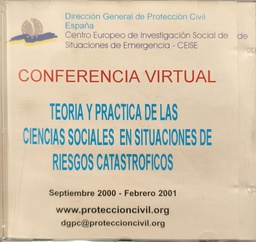 Dirección General de Protección Civil
España
Centro Europeo de Investigación Social de de
Situaciones de Emergencia - CEISE
CONFERENCIA VIRTUAL
TEORIA Y PRACTICA DE LAS
CIENCIAS SOCIALES EN SITUACIONES DE
RIESGOS CATASTROFICOS
Septiembre 2000 - Febrero 2001
www.proteccioncivil.org
dgpc@proteccioncivil.org